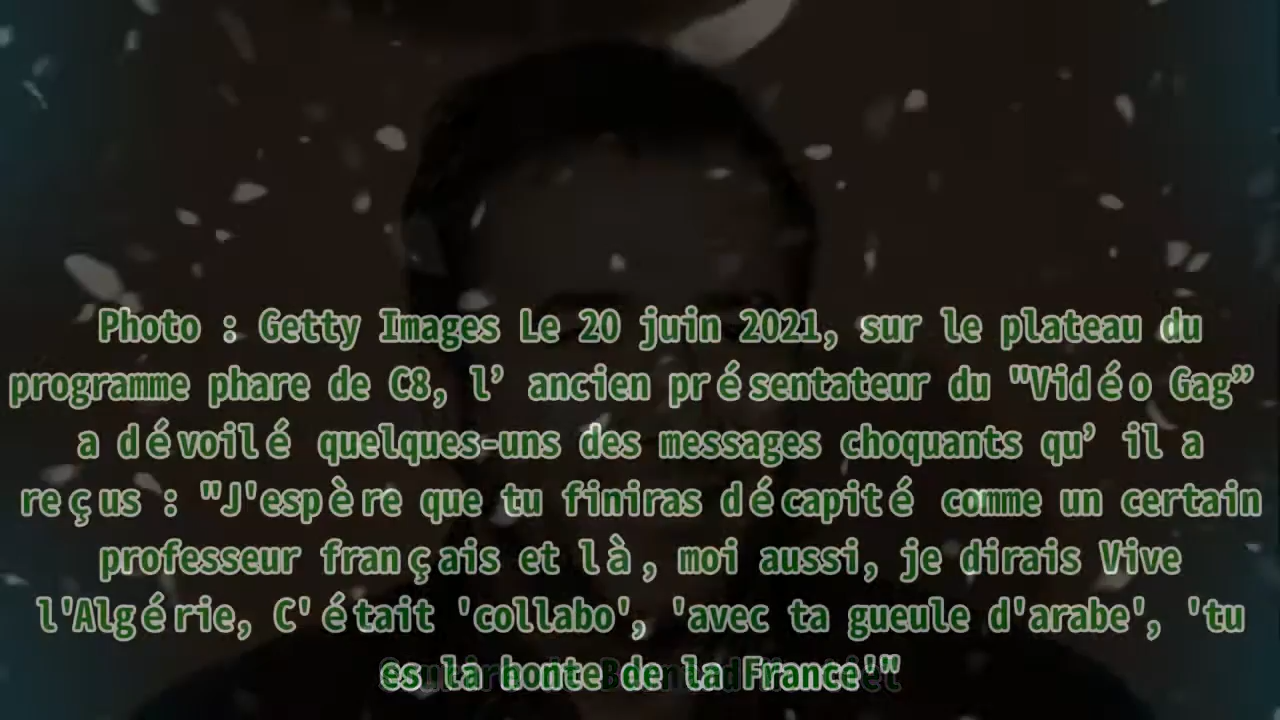 Photo : Getty Images Le 20 juin 2021, sur le plateau du
programme phare de C8, l’ ancien présentateur du "Vidéo Gag”
a dévoilé quelques-uns des messages choquants qu’ il a
reçus : "J'espère que tu finiras décapité comme un certain
professeur français et là, moi aussi, je dirais Vive
l'Algérie, C'était 'collabo', 'avec ta gueule d'arabe', 'tu
es la honte de la France'"